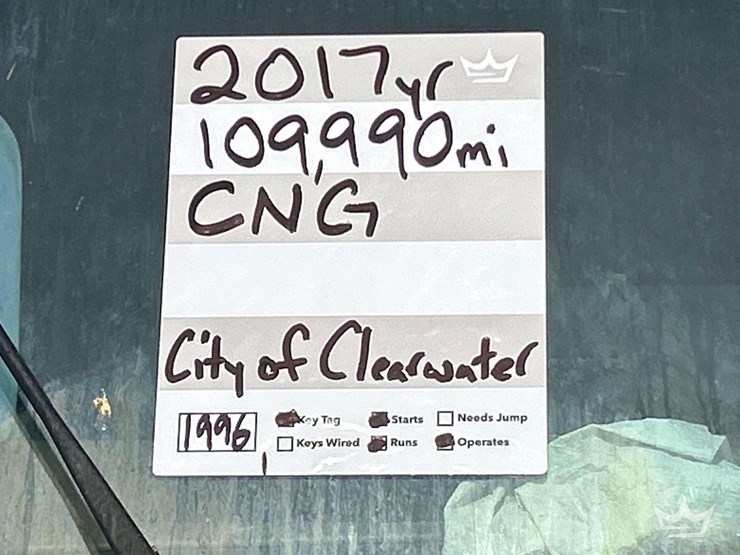 2017yr
109,990mi
CNG
City of Clearwater
1996 Key Tag Starts Needs Jump
Keys Wired Runs Operates